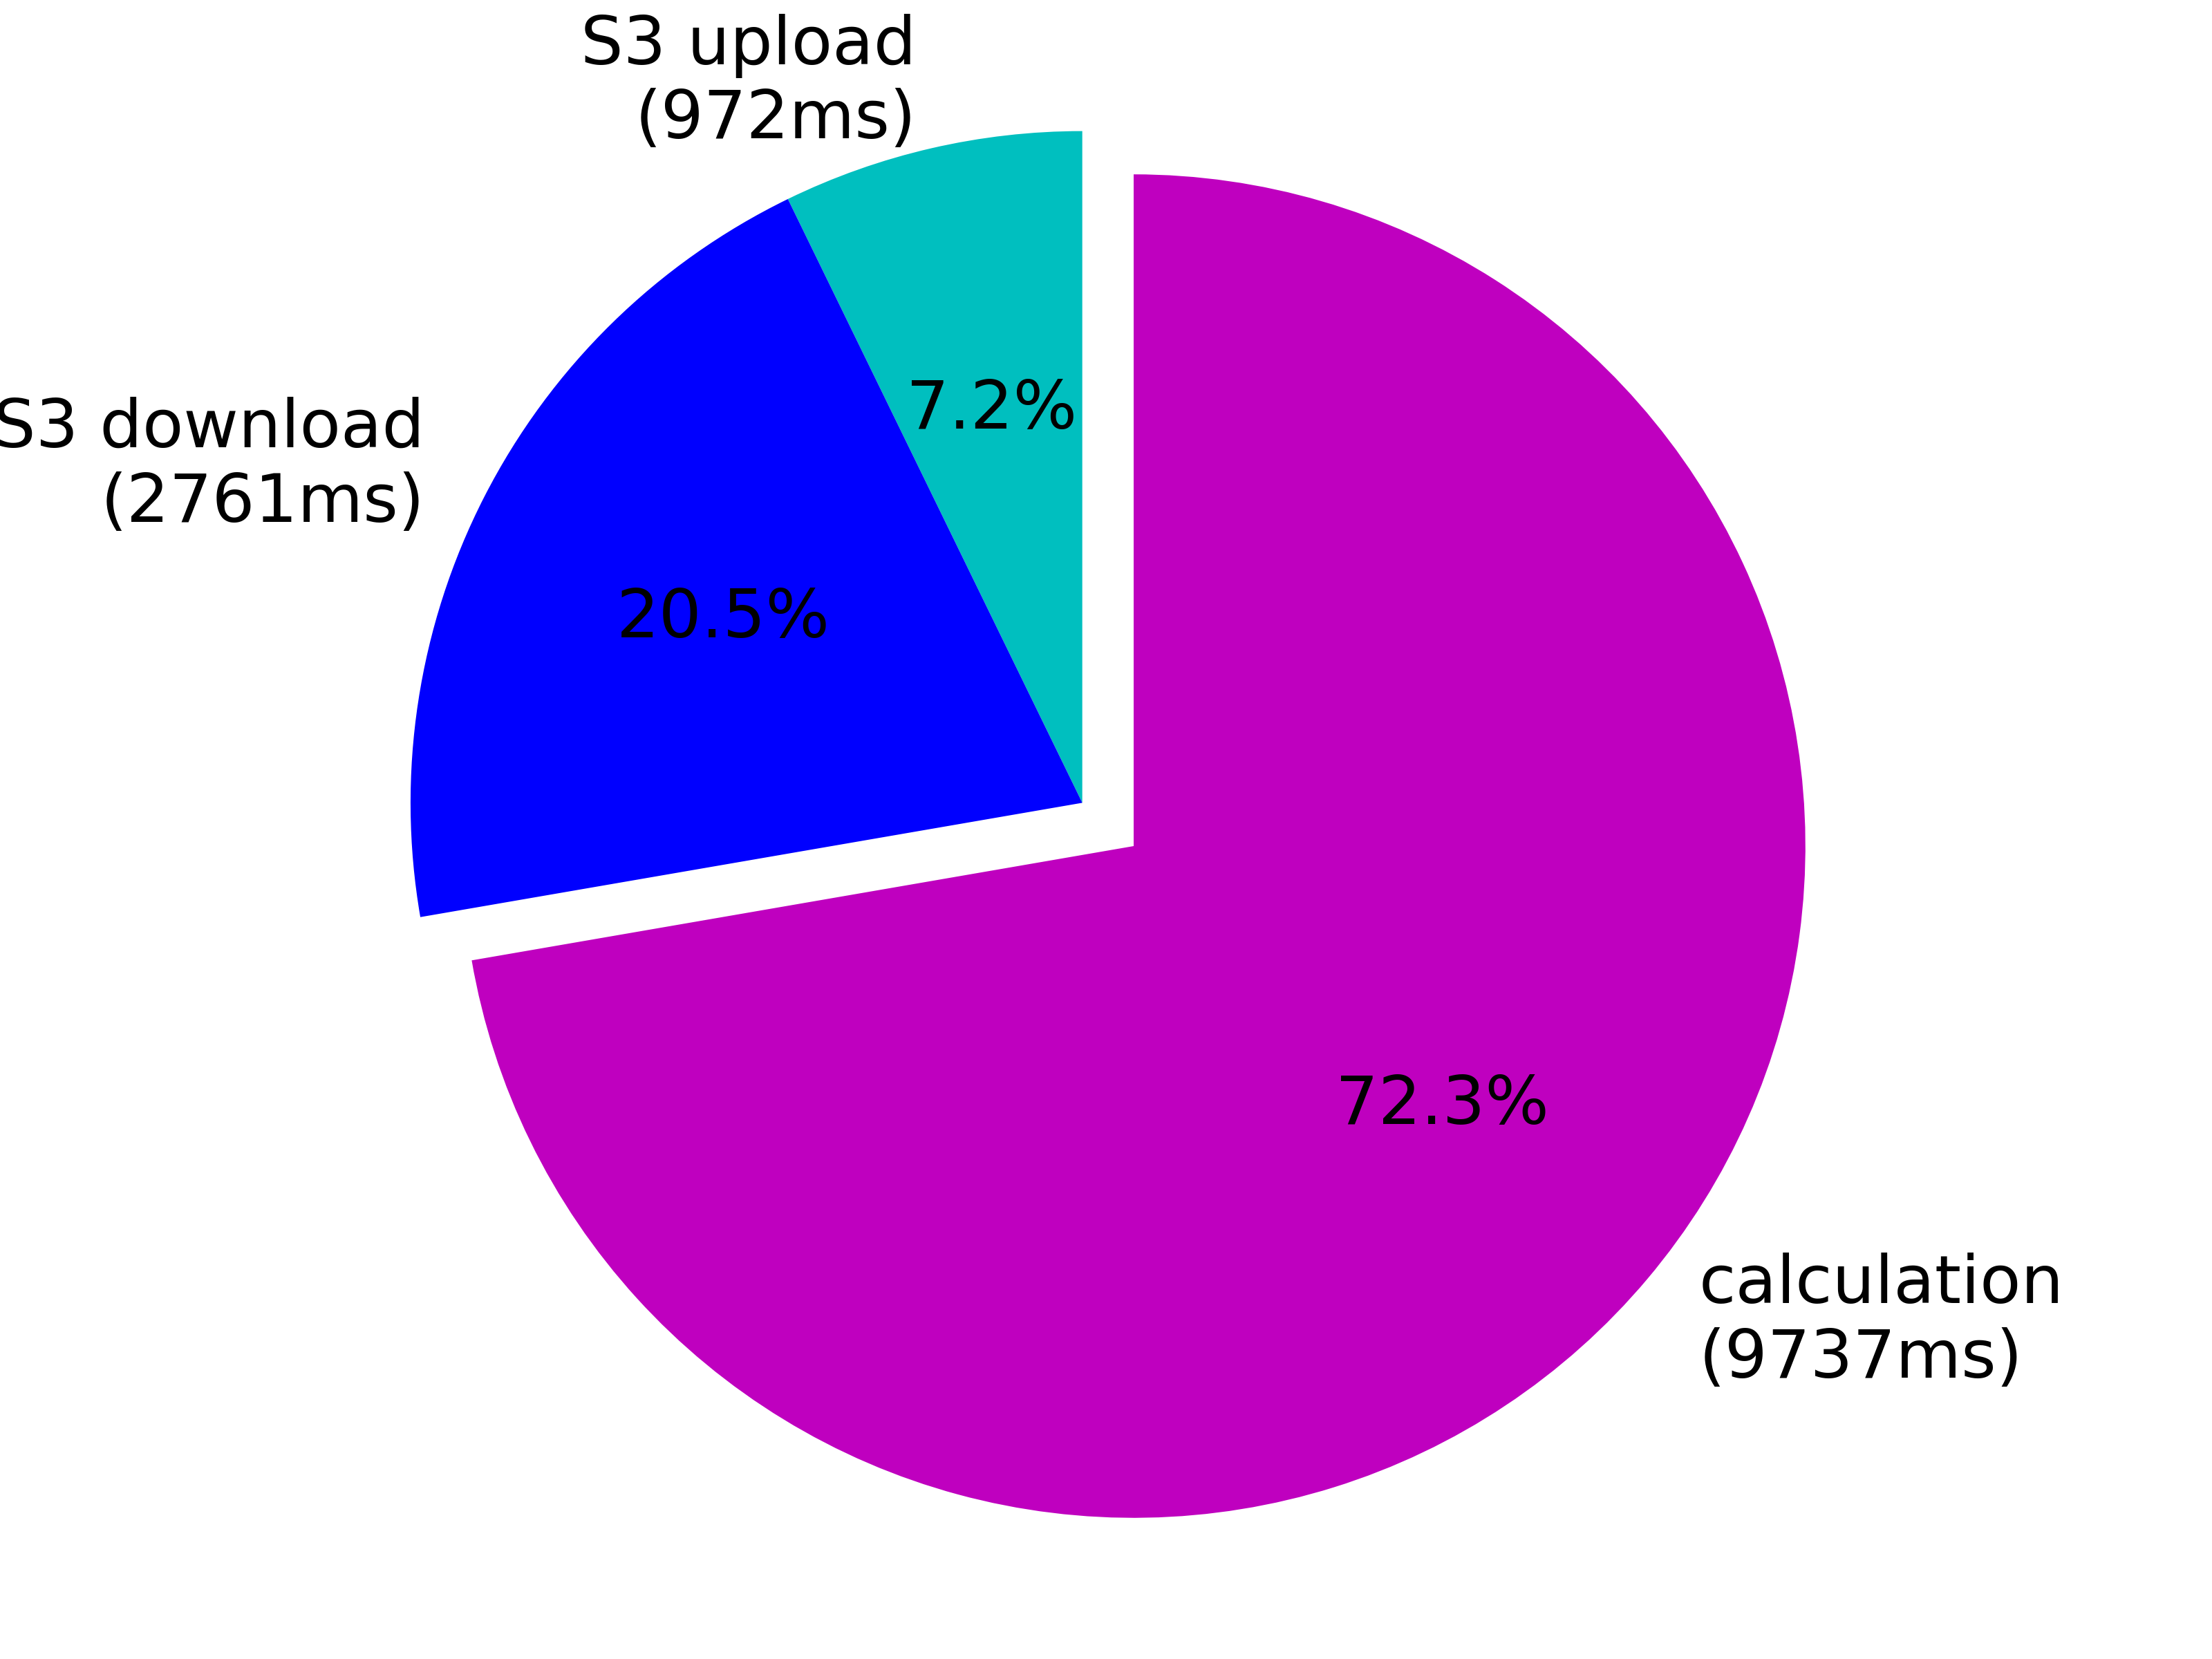 S3 upload
(972ms)
7.2%
S3 download
(2761ms)
20.5%
72.3%
calculation
(9737ms)